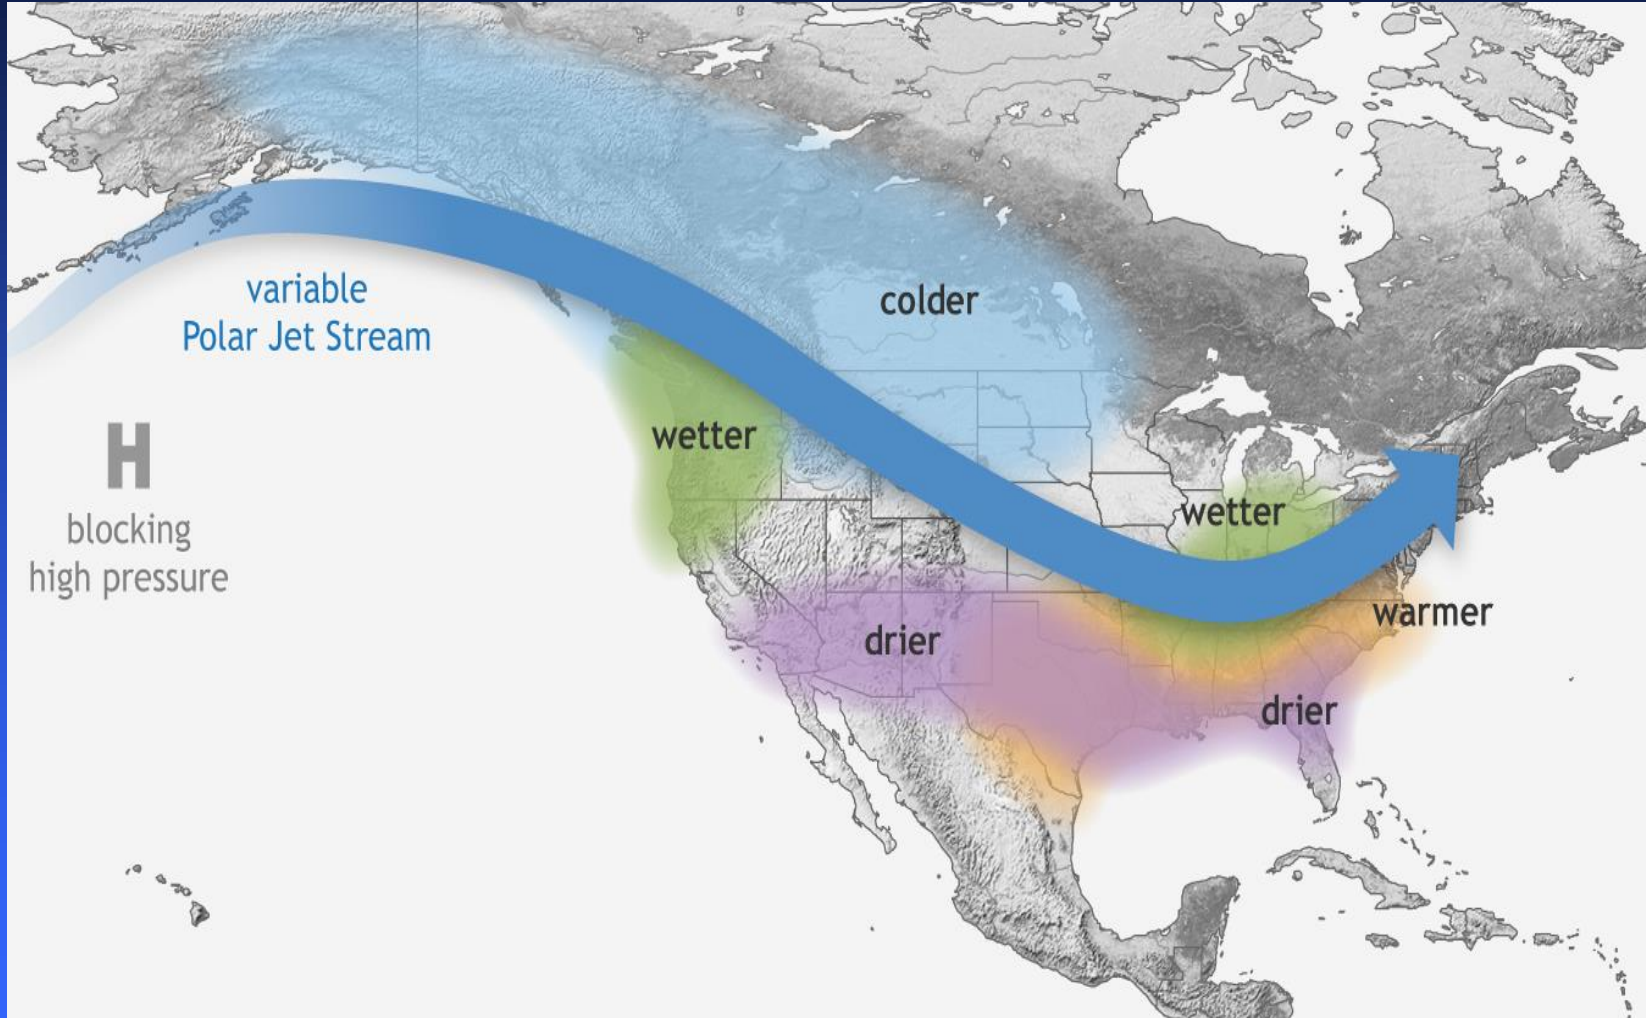 variable
Polar Jet Stream
colder
wetter
H
blocking
high pressure
wetter
warmer
drier
drier